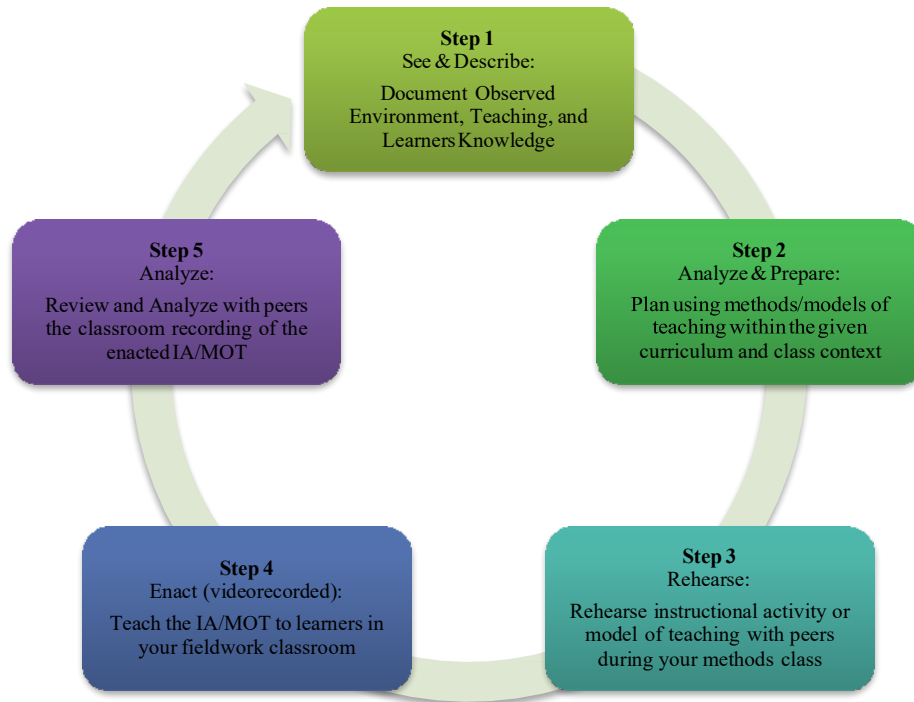 Step 1
See & Describe:
Document Observed
Environment, Teaching, and
Learners Knowledge
Step 2
Analyze & Prepare:
Plan using methods/models of
teaching within the given
curriculum and class context
Step 3
Rehearse:
Rehearse instructional activity or
model of teaching with peers
during your methods class
Step 4
Enact (videorecorded):
Teach the IA/MOT to learners in
your fieldwork classroom
Step 5
Analyze:
Review and Analyze with peers
the classroom recording of the
enacted IA/MOT